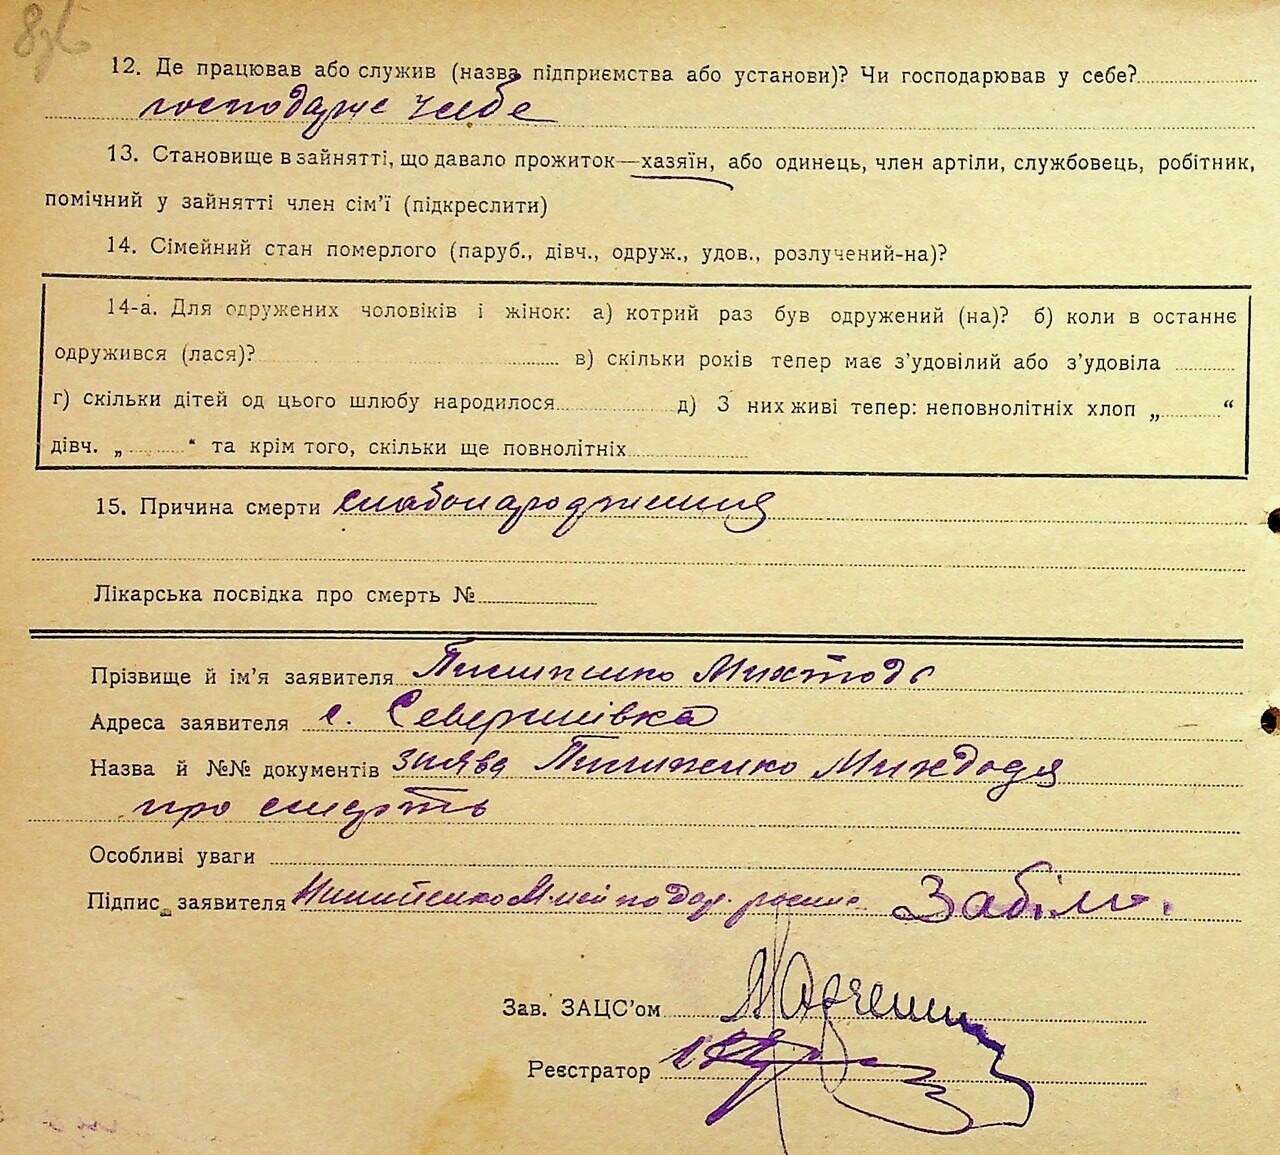 12. Де працював або служив (назва підприємства або установи)? Чи господарював у себе?
господарює у себе
13. Становище в зайнятті, що давало прожиток—хазяїн, або одинець, член артіли, службовець, робітник,
помічний у зайнятті член сім'ї (підкреслити)
14. Сімейний стан померлого (паруб., дівч., одруж., удов., розлучений-на)?
14-а. Для одружених чоловіків і жінок: а) котрий раз був одружений (на)? б) коли в останнє
одружився (лася)? в) скільки років тепер має з'удовілий або з'удовіла
г) скільки дітей од цього шлюбу народилося д) З них живі тепер: неповнолітніх хлоп „ “
дівч. „ “ та крім того, скільки ще повнолітніх
15. Причина смерти слабонародження
Лікарська посвідка про смерть №
Прізвище й ім'я заявителя
Адреса заявителя с. Северинівка
Назва й №№ документів заява
про смерть
Особливі уваги
Підпис заявителя
Зав. ЗАЦС'ом
Реєстратор